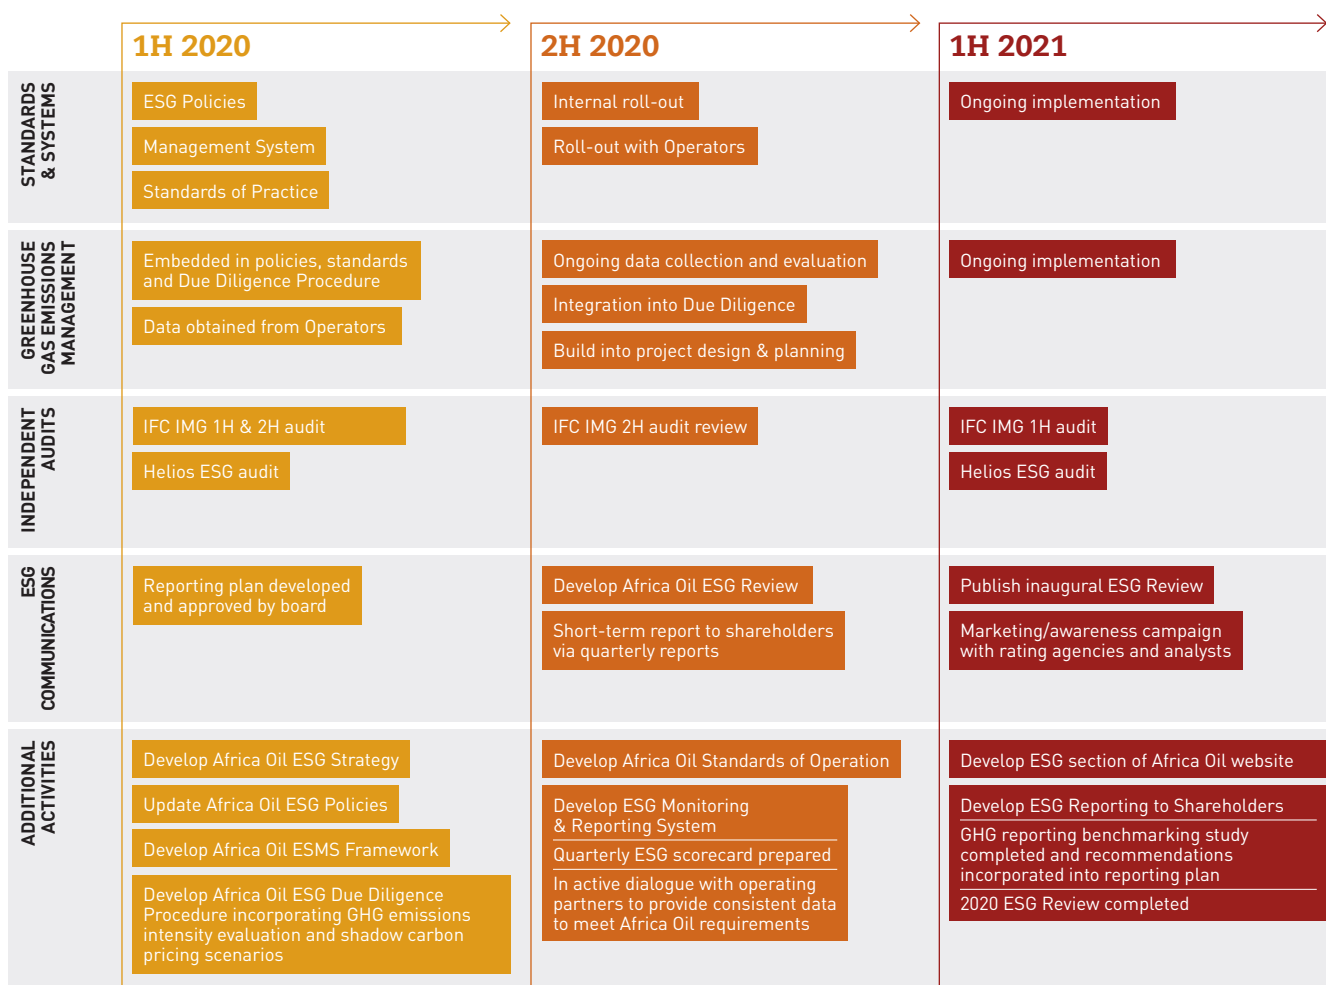 1H 2020
2H 2020
1H 2021
STANDARDS
& SYSTEMS
ESG Policies
Management System
Standards of Practice
Internal roll-out
Roll-out with Operators
Ongoing implementation
GREENHOUSE
GAS EMISSIONS
MANAGEMENT
Embedded in policies, standards
and Due Diligence Procedure
Data obtained from Operators
Ongoing data collection and evaluation
Integration into Due Diligence
Build into project design & planning
Ongoing implementation
INDEPENDENT
AUDITS
IFC IMG 1H & 2H audit
Helios ESG audit
IFC IMG 2H audit review
IFC IMG 1H audit
Helios ESG audit
ESG
COMMUNICATIONS
Reporting plan developed
and approved by board
Develop Africa Oil ESG Review
Short-term report to shareholders
via quarterly reports
Publish inaugural ESG Review
Marketing/awareness campaign
with rating agencies and analysts
ADDITIONAL
ACTIVITIES
Develop Africa Oil ESG Strategy
Update Africa Oil ESG Policies
Develop Africa Oil ESMS Framework
Develop Africa Oil ESG Due Diligence
Procedure incorporating GHG emissions
intensity evaluation and shadow carbon
pricing scenarios
Develop Africa Oil Standards of Operation
Develop ESG Monitoring
& Reporting System
Quarterly ESG scorecard prepared
In active dialogue with operating
partners to provide consistent data
to meet Africa Oil requirements
Develop ESG section of Africa Oil website
Develop ESG Reporting to Shareholders
GHG reporting benchmarking study
completed and recommendations
incorporated into reporting plan
2020 ESG Review completed